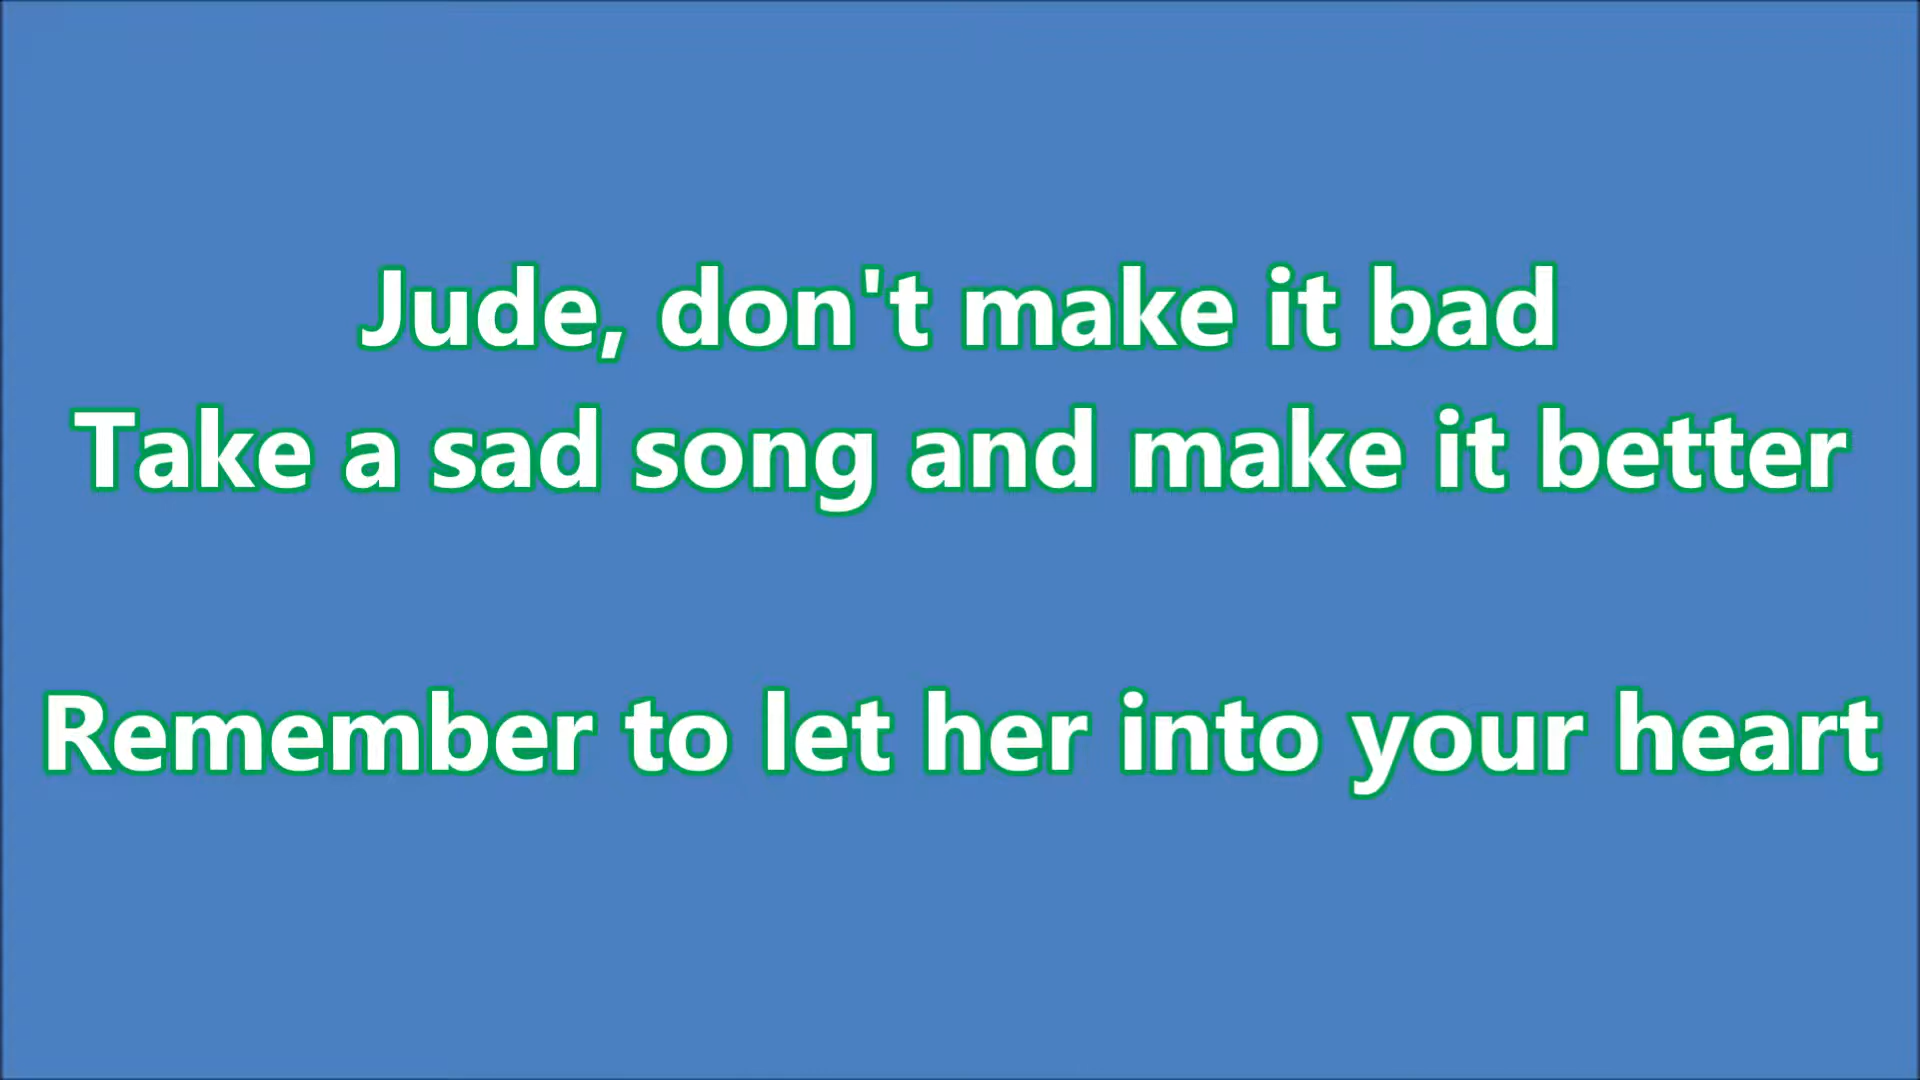 Jude, don't make it bad
Take a sad song and make it better
Remember to let her into your heart